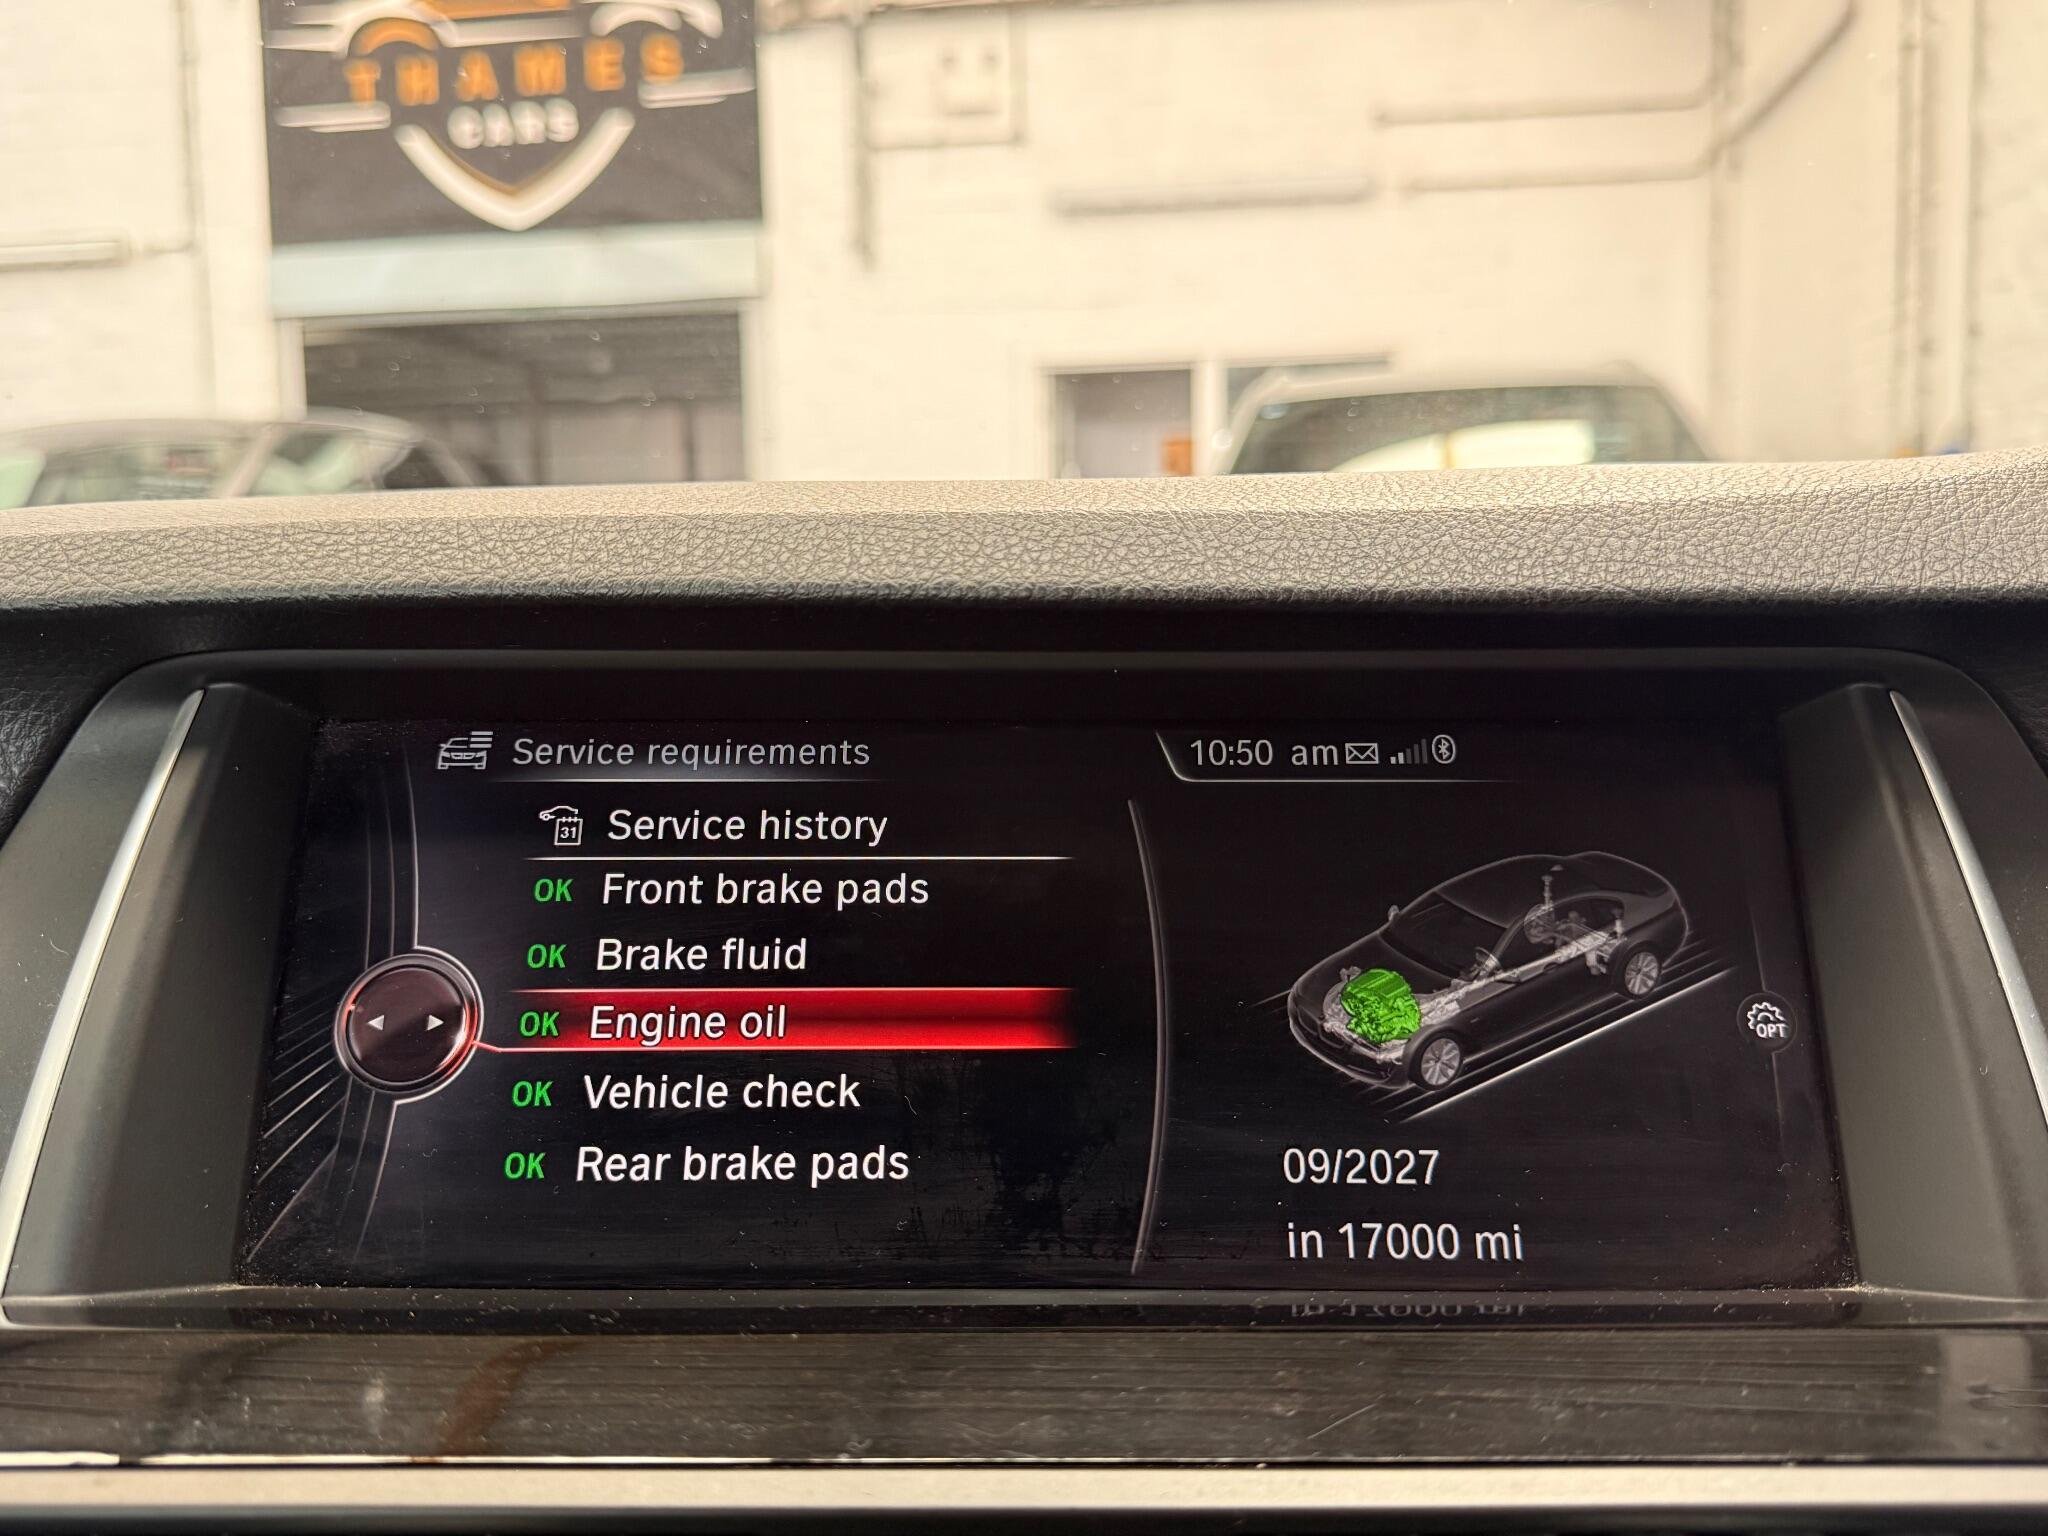 THAMES
CARS
Service requirements
10:50 am
31 Service history
OK Front brake pads
OK Brake fluid
OK Engine oil
OK Vehicle check
OK Rear brake pads
OPT
09/2027
in 17000 mi